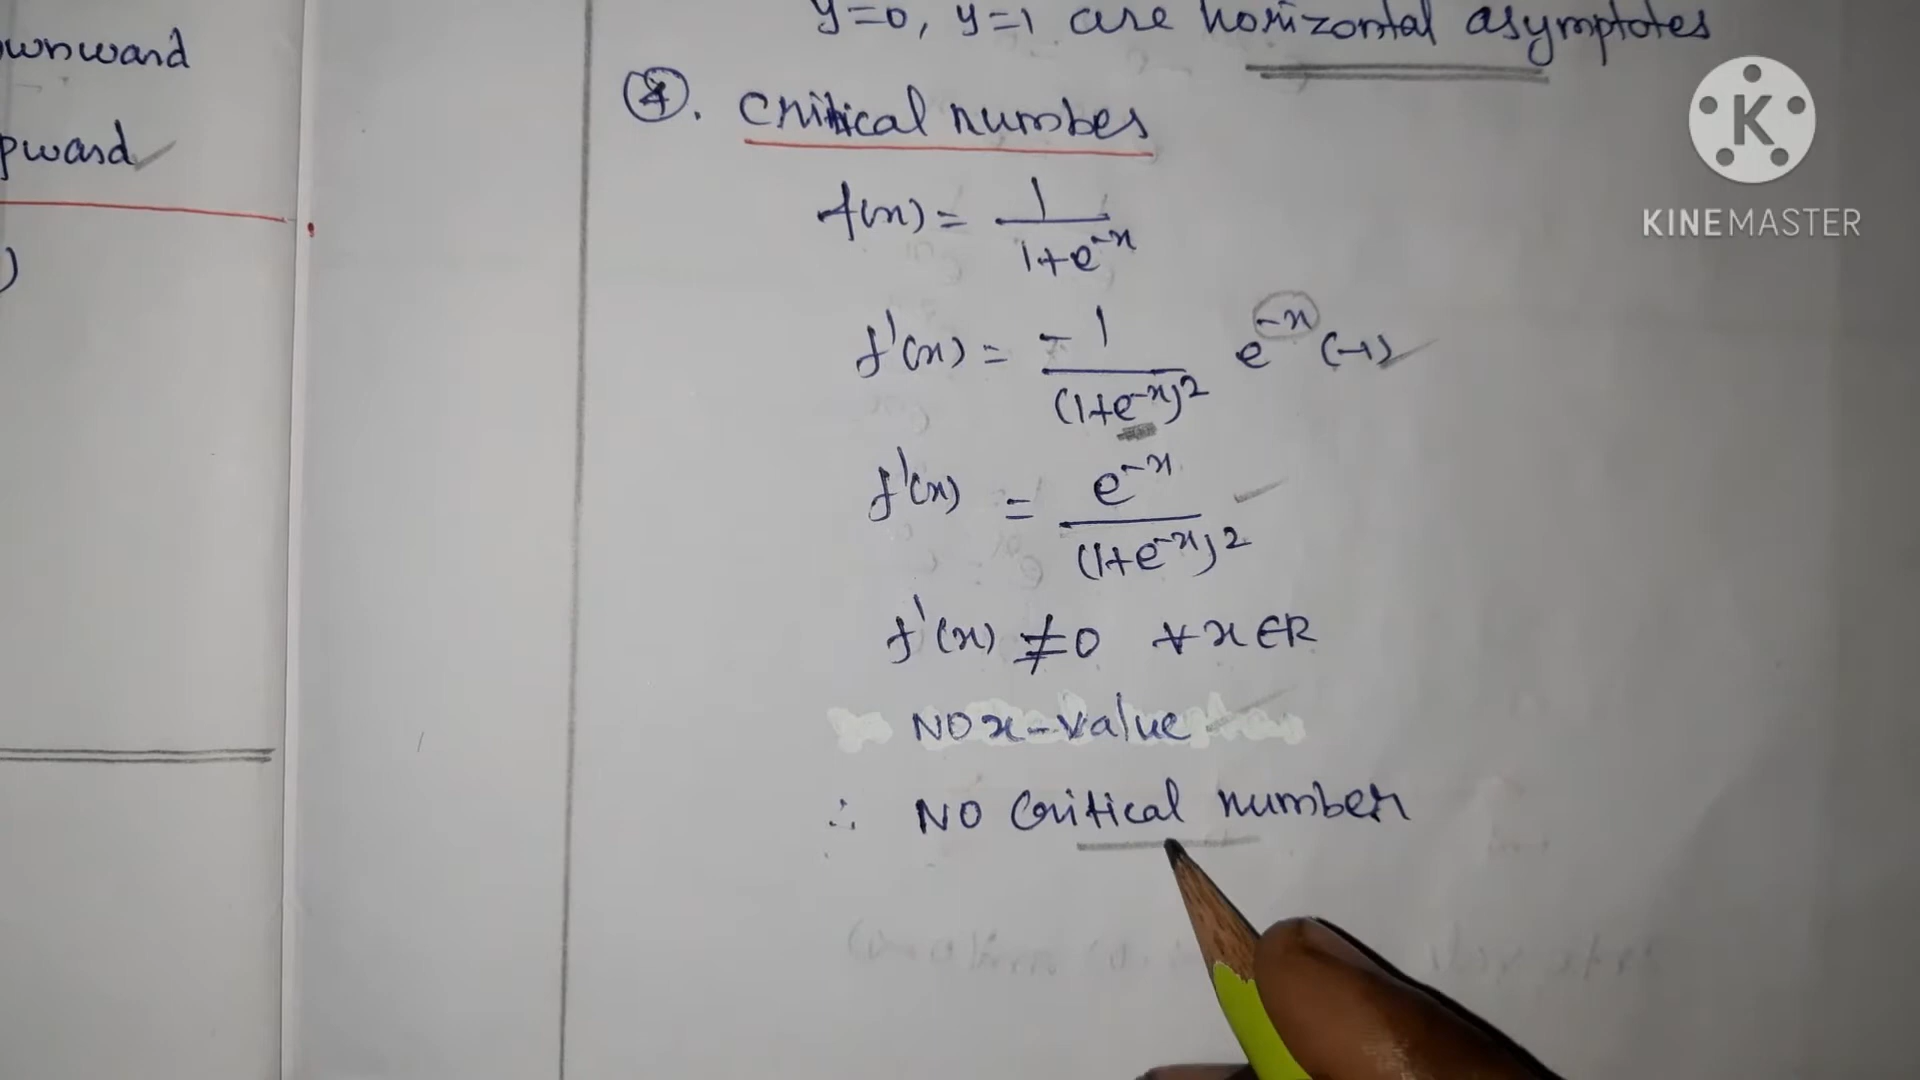 ownward
pward
)
y=0, y=1 are horizontal asymptotes
④. Critical number
f(x) = 1/(1+e^-x)
f'(x) = -1/(1+e^-x)^2 e^-x (-1)
f'(x) = e^-x/(1+e^-x)^2
f'(x) ≠ 0 ∀ x ∈ R
NO x-value
∴ NO Critical number
K
KINEMASTER